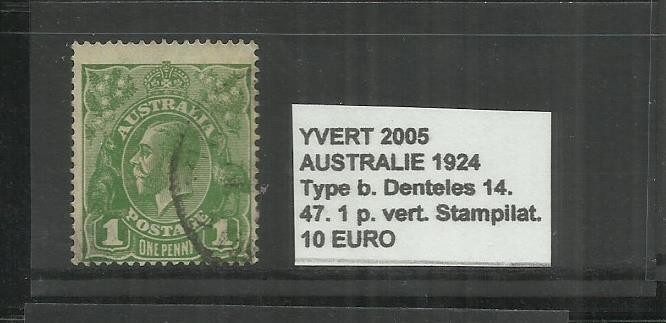 AUSTRALIA
POSTAGE
1 ONE PENNY 1
YVERT 2005
AUSTRALIE 1924
Type b. Denteles 14.
47. 1 p. vert. Stampilat.
10 EURO